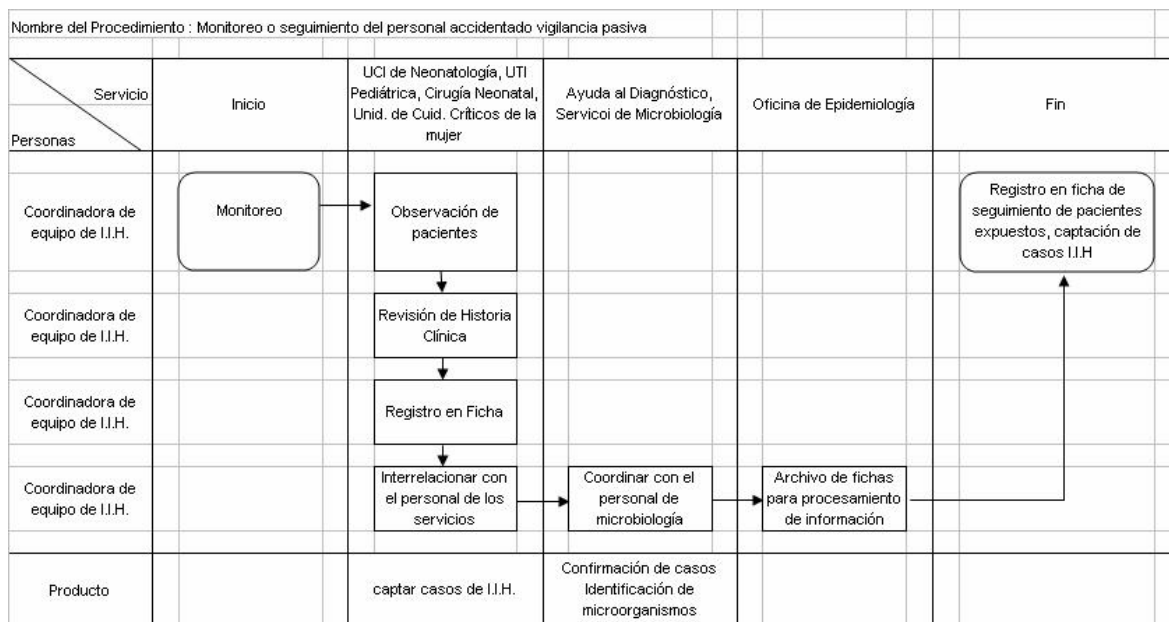 Nombre del Procedimiento : Monitoreo o seguimiento del personal accidentado vigilancia pasiva
Servicio
Personas
Inicio
UCI de Neonatología, UTI
Pediátrica, Cirugía Neonatal,
Unid. de Cuid. Críticos de la
mujer
Ayuda al Diagnóstico,
Servicoi de Microbiología
Oficina de Epidemiología
Fin
Coordinadora de
equipo de I.I.H.
Monitoreo
Observación de
pacientes
Registro en ficha de
seguimiento de pacientes
expuestos, captación de
casos I.I.H
Coordinadora de
equipo de I.I.H.
Revisión de Historia
Clínica
Coordinadora de
equipo de I.I.H.
Registro en Ficha
Coordinadora de
equipo de I.I.H.
Interrelacionar con
el personal de los
servicios
Coordinar con el
personal de
microbiología
Archivo de fichas
para procesamiento
de información
Producto
captar casos de I.I.H.
Confirmación de casos
Identificación de
microorganismos